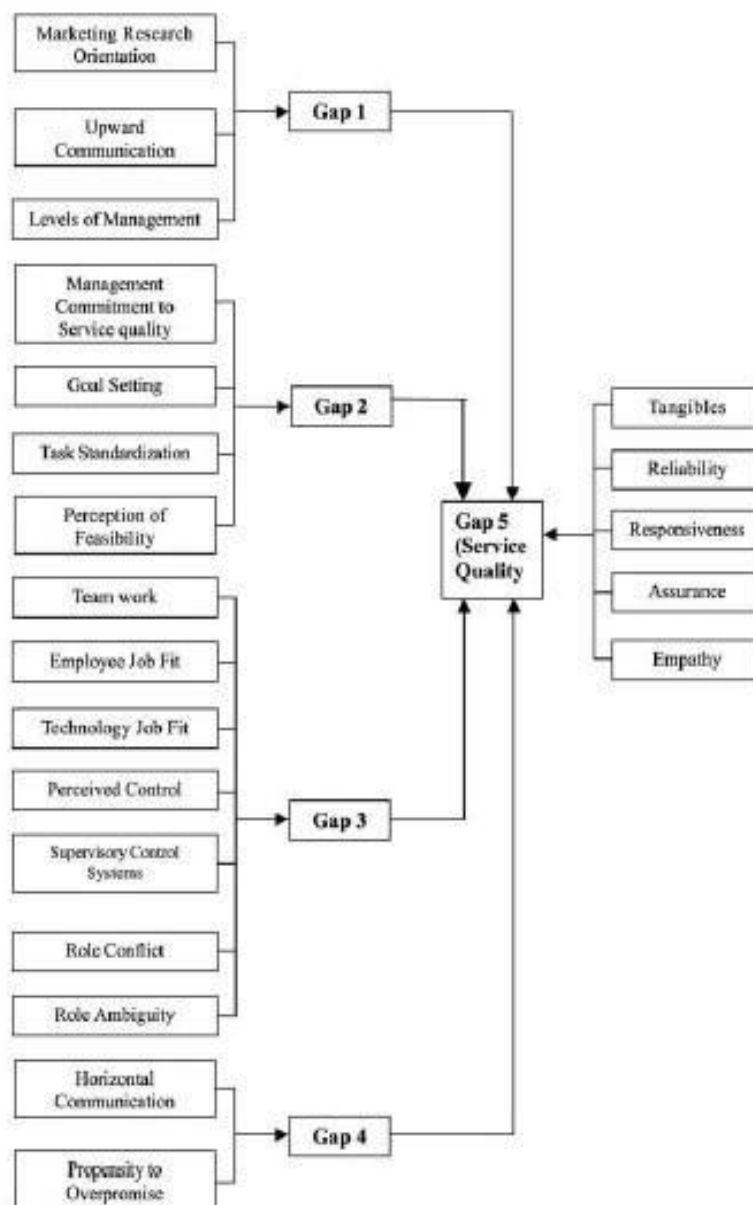 Marketing Research
Orientation
Upward
Communication
Levels of Management
Gap 1
Management
Commitment to
Service quality
Goal Setting
Task Standardization
Perception of
Feasibility
Gap 2
Team work
Employee Job Fit
Technology Job Fit
Perceived Control
Supervisory Control
Systems
Role Conflict
Role Ambiguity
Gap 3
Horizontal
Communication
Propensity to
Overpromise
Gap 4
Gap 5
(Service
Quality
Tangibles
Reliability
Responsiveness
Assurance
Empathy